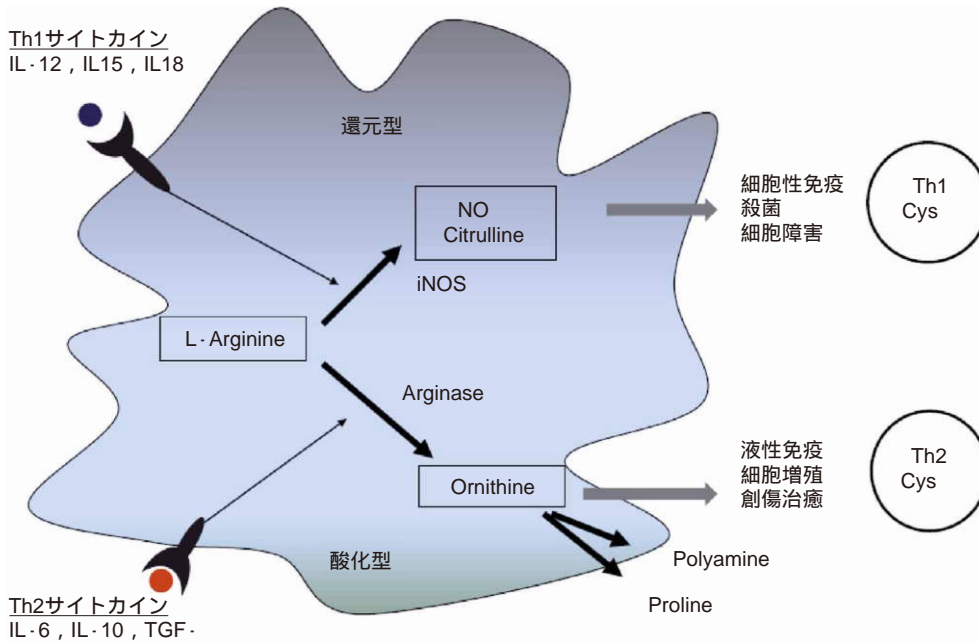 Th1サイトカイン
IL-12，IL15，IL18
還元型
NO
Citrulline
iNOS
細胞性免疫
殺菌
細胞障害
Th1
Cys
L-Arginine
Arginase
Ornithine
液性免疫
細胞増殖
創傷治癒
Th2
Cys
酸化型
Polyamine
Proline
Th2サイトカイン
IL-6，IL-10，TGF-